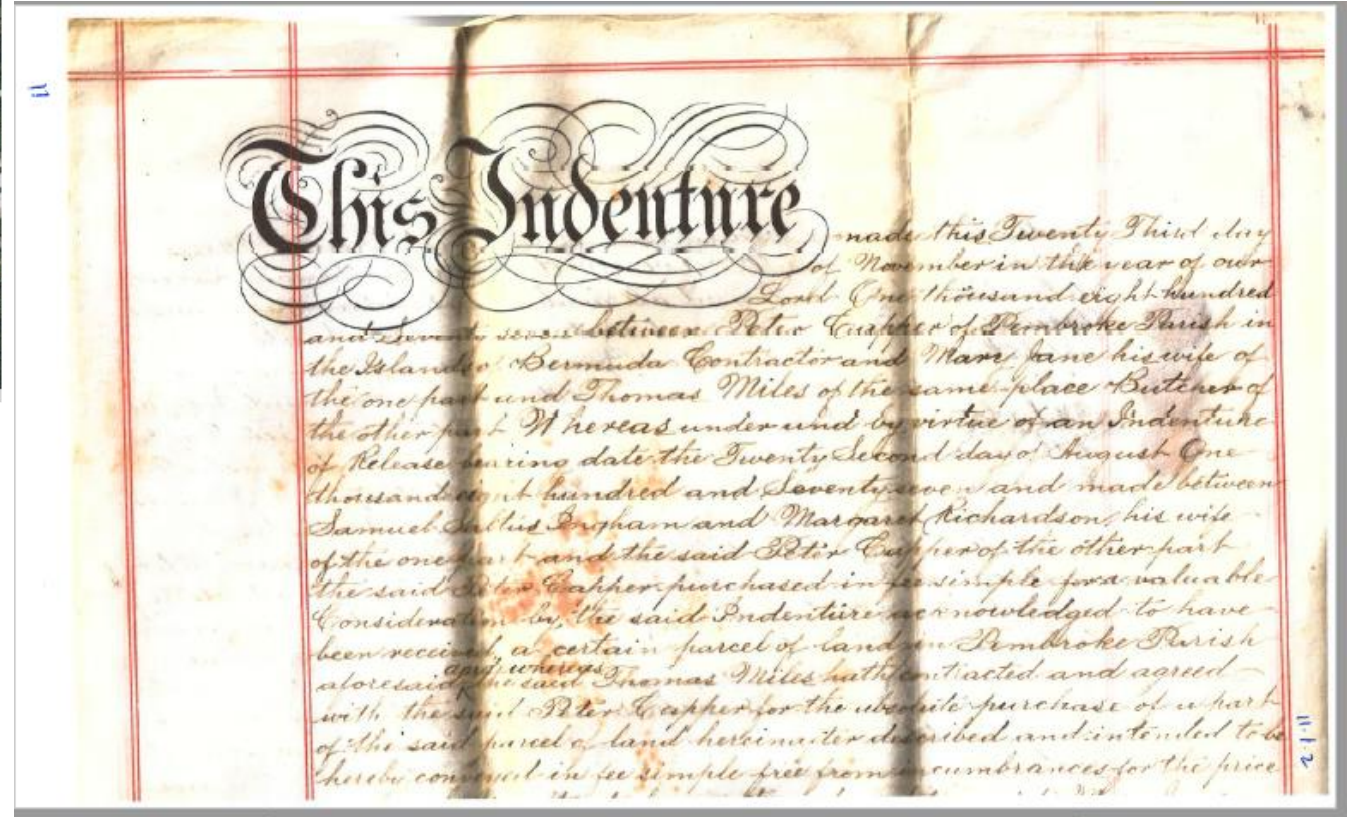 11
This Indenture
made this Twenty Third day
of November in the year of our
Lord One thousand eight hundred
and Seventy seven between Peter Capper of Pembroke Parish in
the Islands of Bermuda Contractor and Mary Jane his wife of
the one part and Thomas Miles of the same place Butcher of
the other part Whereas under and by virtue of an Indenture
of Release bearing date the Twenty Second day of August One
thousand eight hundred and Seventy seven and made between
Samuel Saltus Ingham and Margaret Richardson, his wife
of the one part and the said Peter Capper of the other part
the said Peter Capper purchased in fee simple for a valuable
Consideration by the said Indenture acknowledged to have
been received, a certain parcel of land in Pembroke Parish
and whereas
aforesaid ^ the said Thomas Miles hath contracted and agreed
with the said Peter Capper for the absolute purchase of a part
of the said parcel of land hereinafter described and intended to be
hereby conveyed in fee simple free from incumbrances for the price